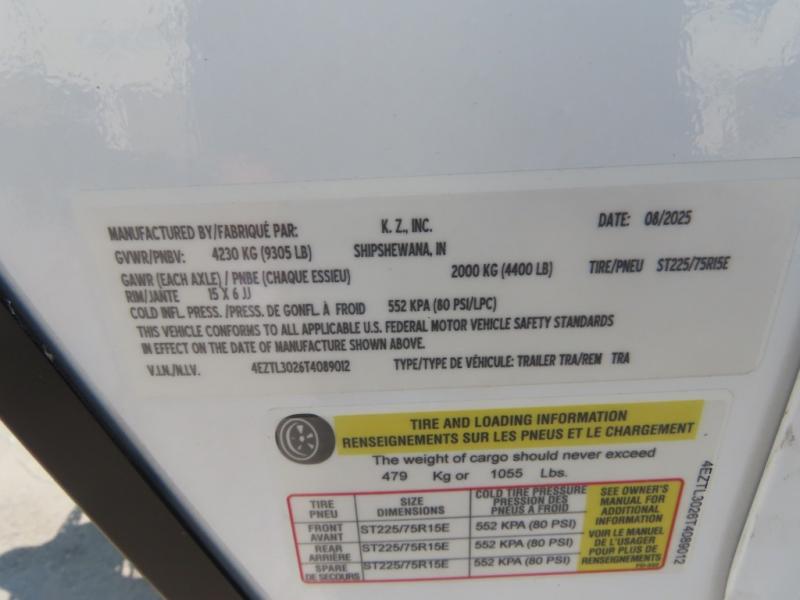 MANUFACTURED BY/FABRIQUÉ PAR: K. Z., INC. DATE: 08/2025
GVWR/PNBV: 4230 KG (9305 LB) SHIPSHEWANA, IN
GAWR (EACH AXLE) / PNBE (CHAQUE ESSIEU) 2000 KG (4400 LB) TIRE/PNEU ST225/75R15E
RIM/JANTE 15 X 6 JJ
COLD INFL. PRESS. /PRESS. DE GONFL. À FROID 552 KPA (80 PSI/LPC)
THIS VEHICLE CONFORMS TO ALL APPLICABLE U.S. FEDERAL MOTOR VEHICLE SAFETY STANDARDS
IN EFFECT ON THE DATE OF MANUFACTURE SHOWN ABOVE.
V.I.N./N.I.V. 4EZTL3026T4089012 TYPE/TYPE DE VÉHICULE: TRAILER TRA/REM TRA
TIRE AND LOADING INFORMATION
RENSEIGNEMENTS SUR LES PNEUS ET LE CHARGEMENT
The weight of cargo should never exceed
479 Kg or 1055 Lbs.
TIRE
PNEU
SIZE
DIMENSIONS
COLD TIRE PRESSURE
PRESSION DES
PNEUS A FROID
FRONT
AVANT
ST225/75R15E 552 KPA (80 PSI)
REAR
ARRIÈRE
ST225/75R15E 552 KPA (80 PSI)
SPARE
DE SECOURS
ST225/75R15E 552 KPA (80 PSI)
SEE OWNER'S
MANUAL FOR
ADDITIONAL
INFORMATION
VOIR LE MANUEL
DE L'USAGER
POUR PLUS DE
RENSEIGNEMENTS
4EZTL3026T4089012